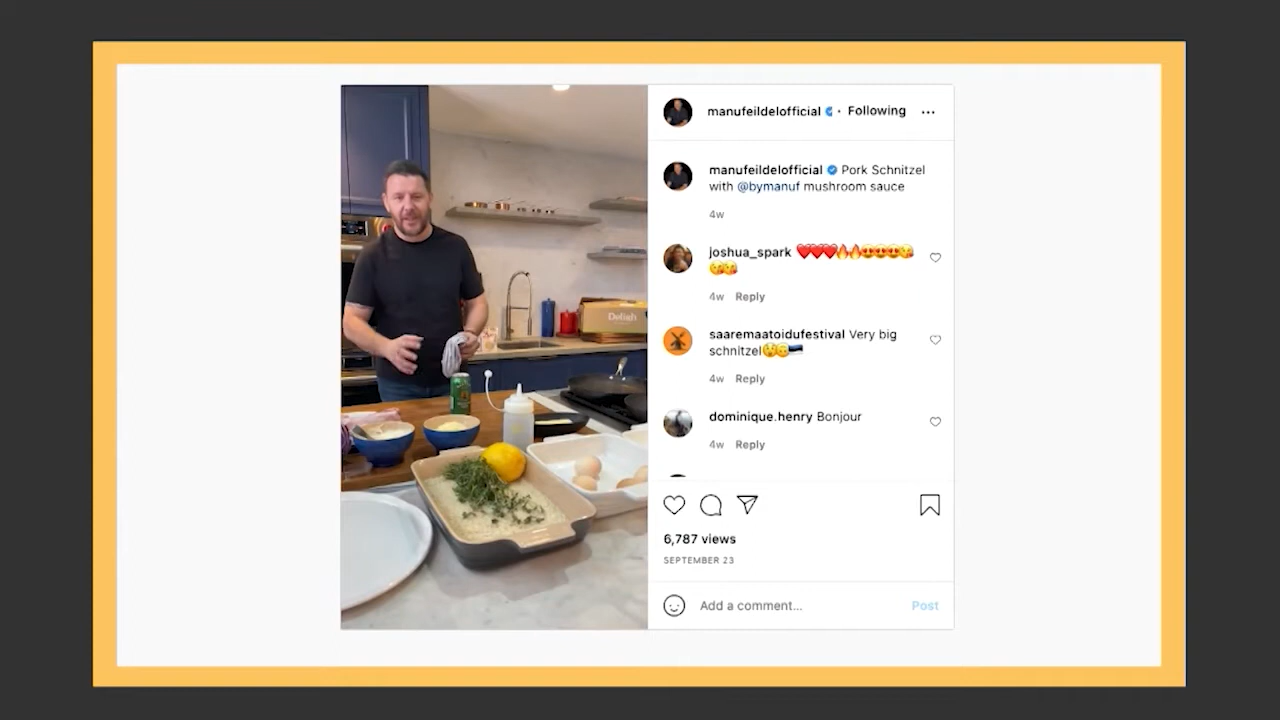 Delish
manufeildelofficial • Following
manufeildelofficial Pork Schnitzel
with @bymanuf mushroom sauce
4w
joshua_spark ❤️❤️❤️🔥🔥😍😍😍😍😘
😘😘
4w Reply
saaremaatoidufestival Very big
schnitzel
4w Reply
dominique.henry Bonjour
4w Reply
6,787 views
SEPTEMBER 23
Add a comment...
Post